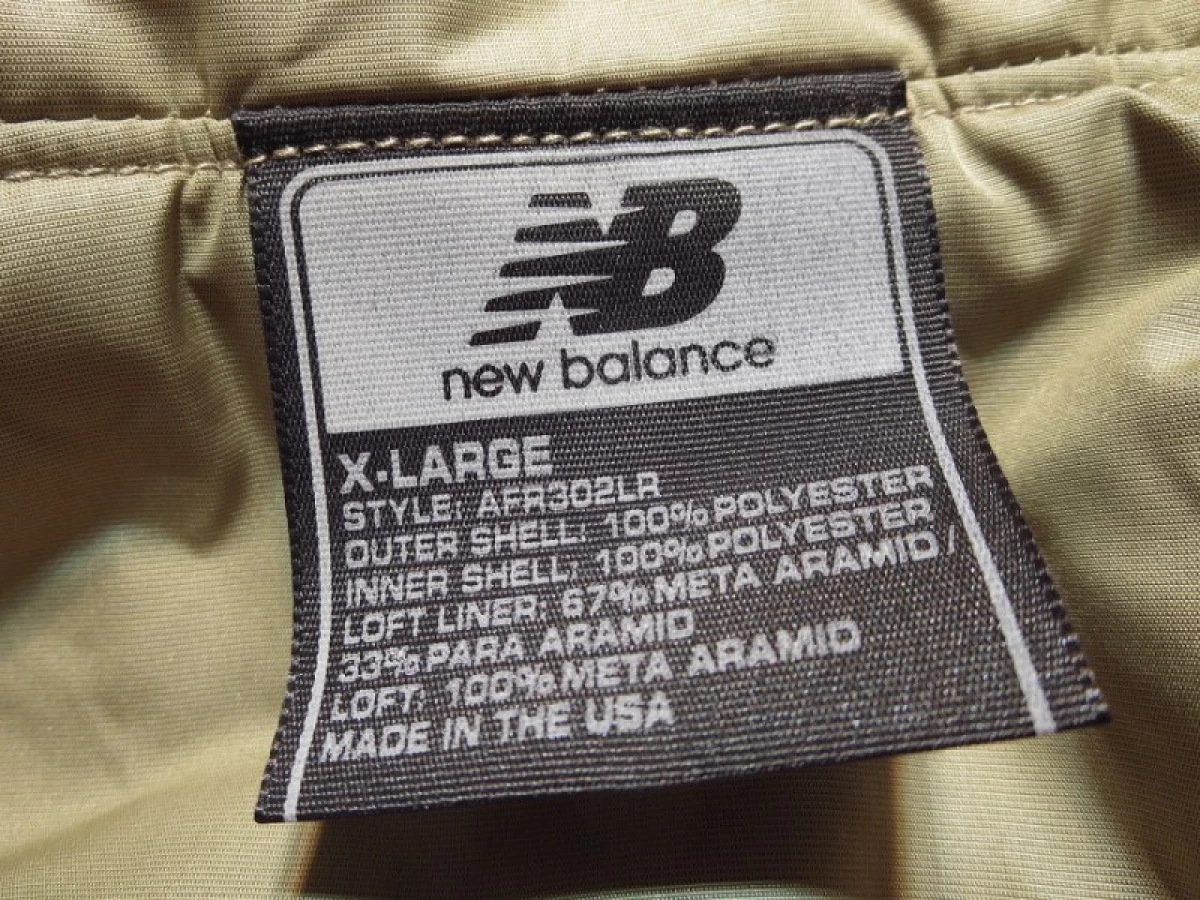 NB
new balance
X-LARGE
STYLE: AFR302LR
OUTER SHELL: 100% POLYESTER
INNER SHELL: 100% POLYESTER
LOFT LINER: 67% META ARAMID/
33% PARA ARAMID
LOFT: 100% META ARAMID
MADE IN THE USA